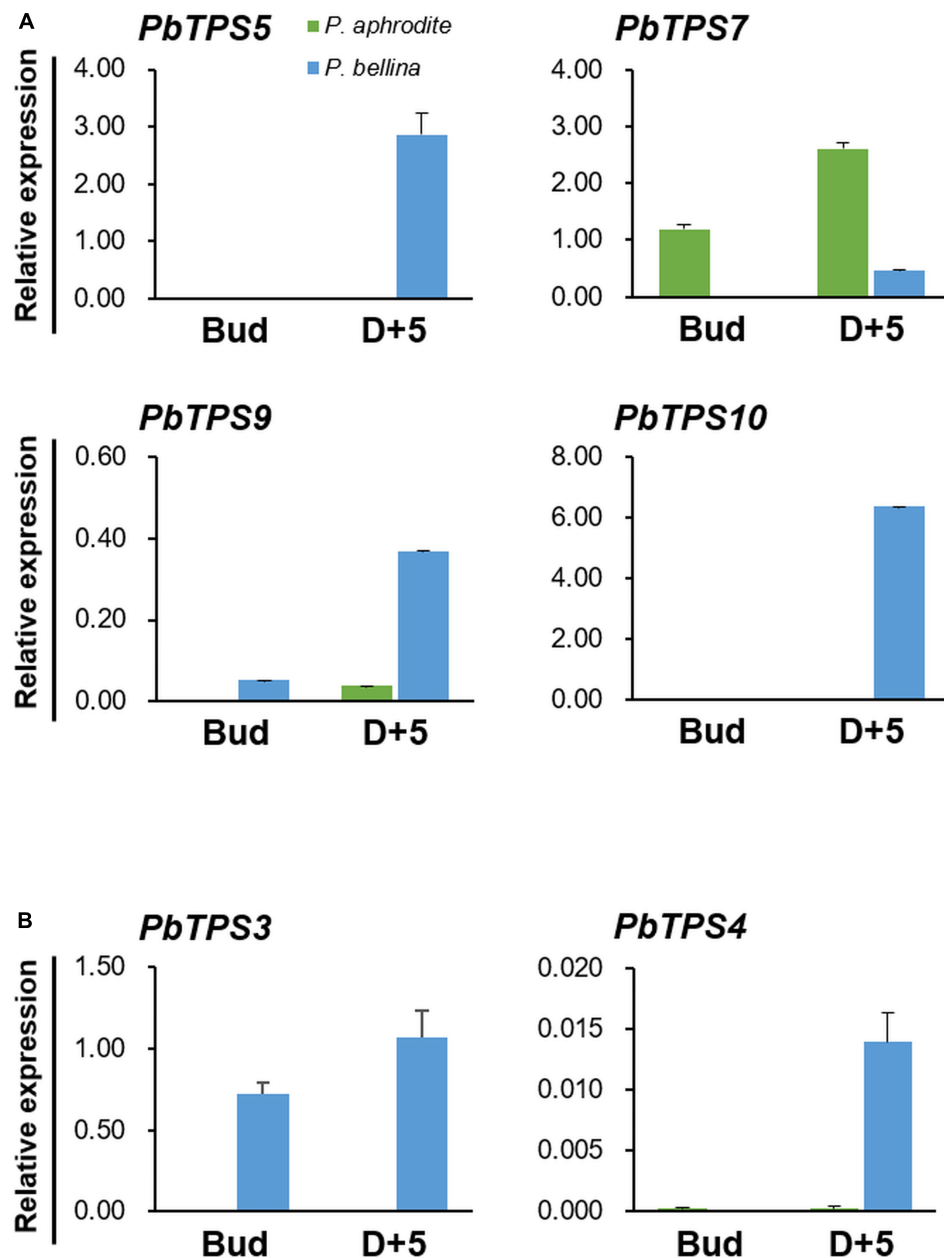 A
PbTPS5
P. aphrodite
P. bellina
PbTPS7
Relative expression
4.00
3.00
2.00
1.00
0.00
Bud D+5
4.00
3.00
2.00
1.00
0.00
Bud D+5
PbTPS9
PbTPS10
Relative expression
0.60
0.40
0.20
0.00
Bud D+5
8.00
6.00
4.00
2.00
0.00
Bud D+5
B
PbTPS3
PbTPS4
Relative expression
1.50
1.00
0.50
0.00
Bud D+5
0.020
0.015
0.010
0.005
0.000
Bud D+5